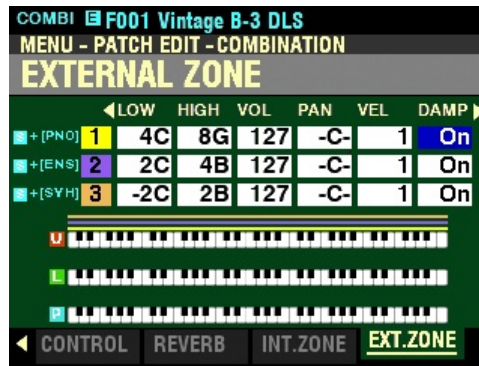 COMBI E F001 Vintage B-3 DLS
MENU - PATCH EDIT - COMBINATION
EXTERNAL ZONE
LOW HIGH VOL PAN VEL DAMP
S + [PNO] 1 4C 8G 127 -C- 1 On
S + [ENS] 2 2C 4B 127 -C- 1 On
S + [SYH] 3 -2C 2B 127 -C- 1 On
U
L
P
CONTROL REVERB INT.ZONE EXT.ZONE